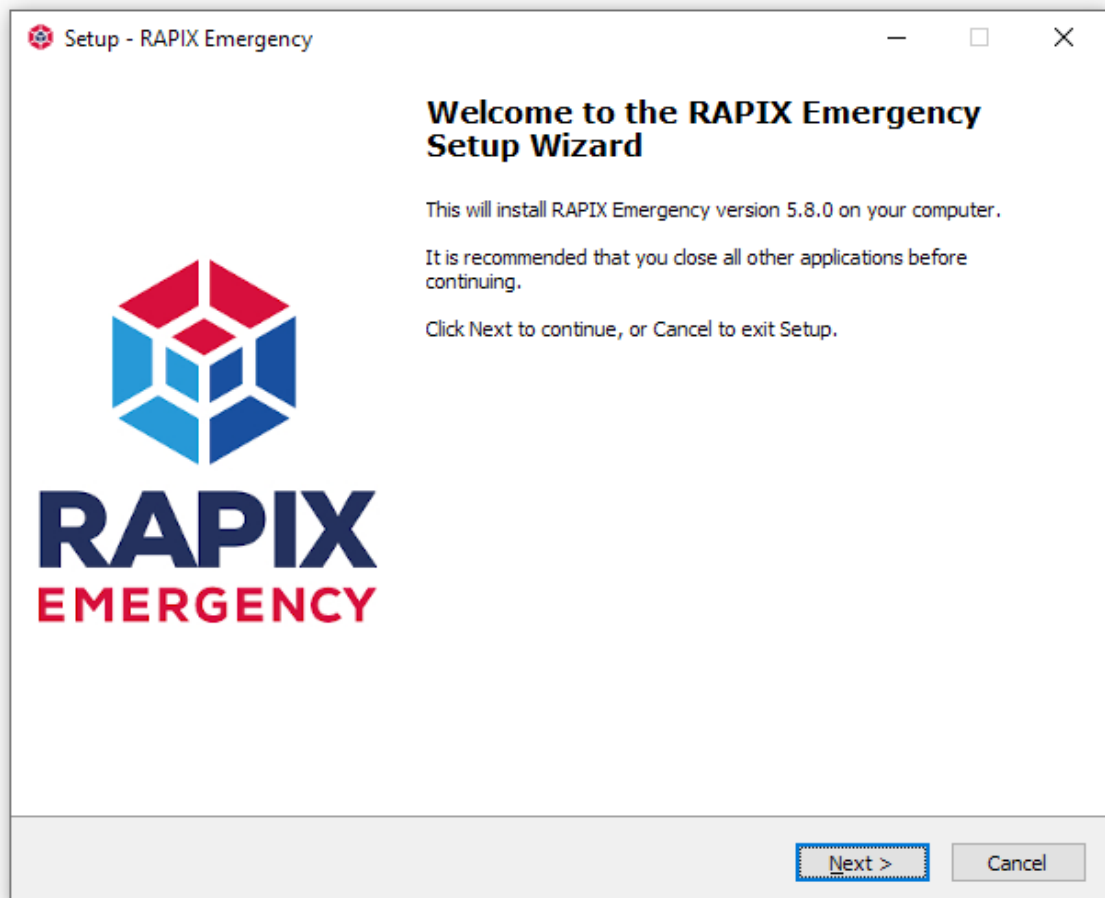 Setup - RAPIX Emergency
Welcome to the RAPIX Emergency
Setup Wizard
This will install RAPIX Emergency version 5.8.0 on your computer.
It is recommended that you close all other applications before
continuing.
Click Next to continue, or Cancel to exit Setup.
RAPIX
EMERGENCY
Next >
Cancel